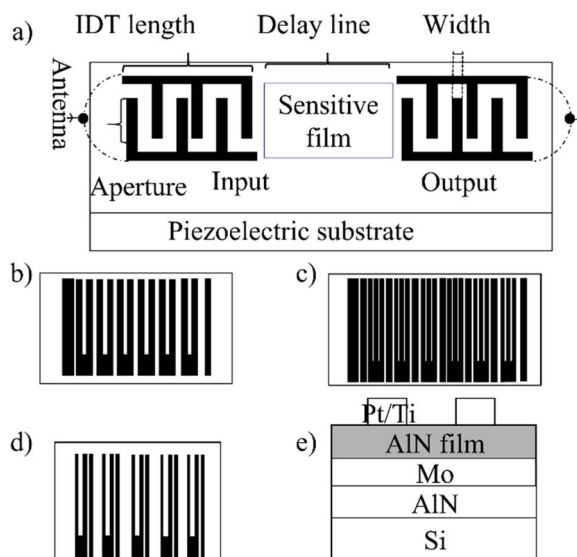 a) IDT length Delay line Width
Antenna
Sensitive
film
Aperture Input Output
Piezoelectric substrate
b) c)
d) e)
Pt/Ti
AlN film
Mo
AlN
Si